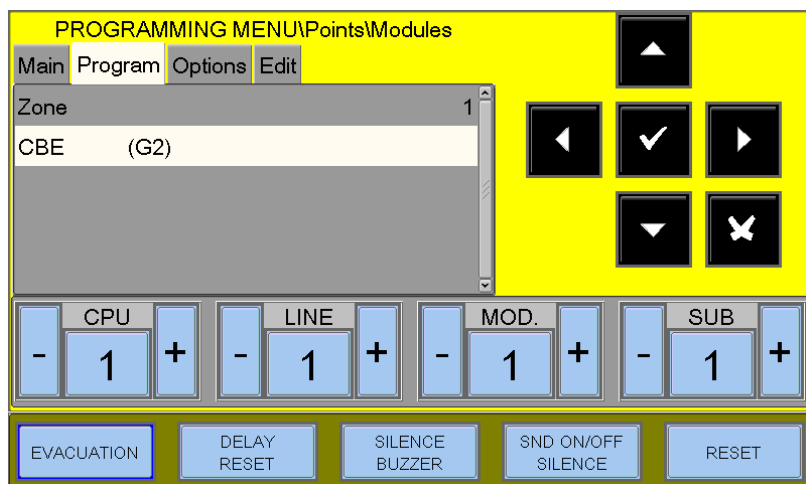 PROGRAMMING MENU\Points\Modules
Main Program Options Edit
Zone 1
CBE (G2)
CPU LINE MOD. SUB
- 1 + - 1 + - 1 + - 1 +
EVACUATION DELAY RESET SILENCE BUZZER SND ON/OFF SILENCE RESET